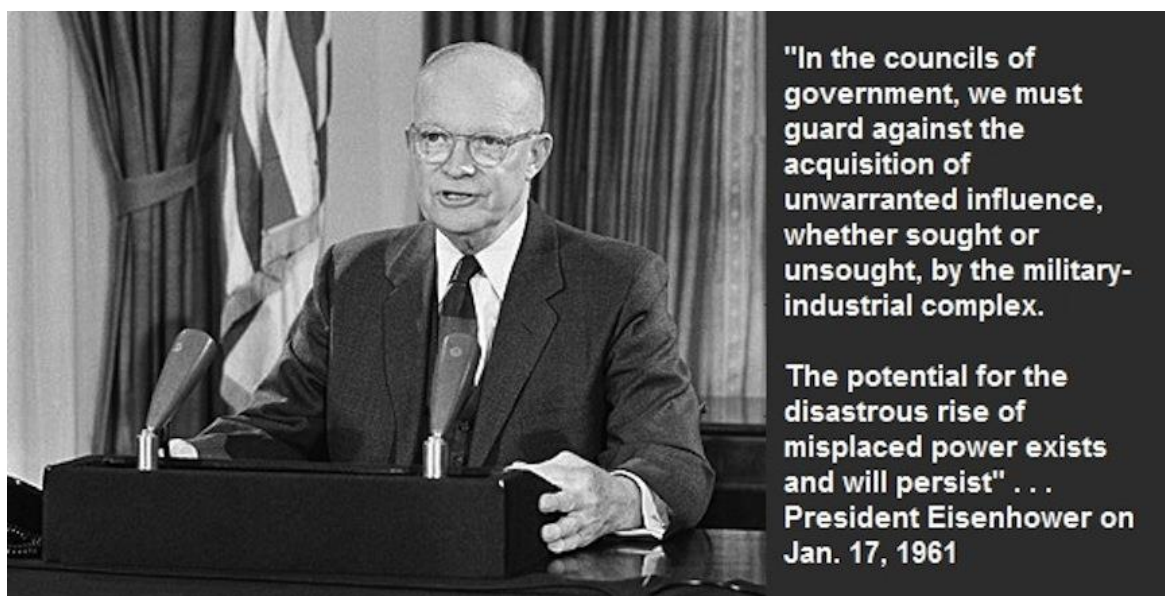 "In the councils of
government, we must
guard against the
acquisition of
unwarranted influence,
whether sought or
unsought, by the military-
industrial complex.
The potential for the
disastrous rise of
misplaced power exists
and will persist" . . .
President Eisenhower on
Jan. 17, 1961